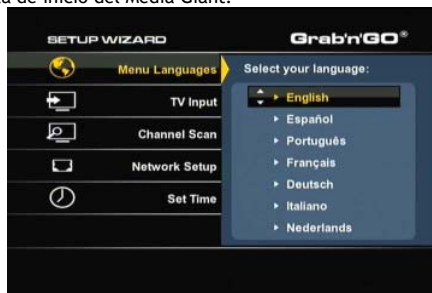 de inicio del Media Giant.
SETUP WIZARD
Grab'n'GO®
Menu Languages
Select your language:
TV Input
English
Español
Channel Scan
Português
Français
Network Setup
Deutsch
Set Time
Italiano
Nederlands